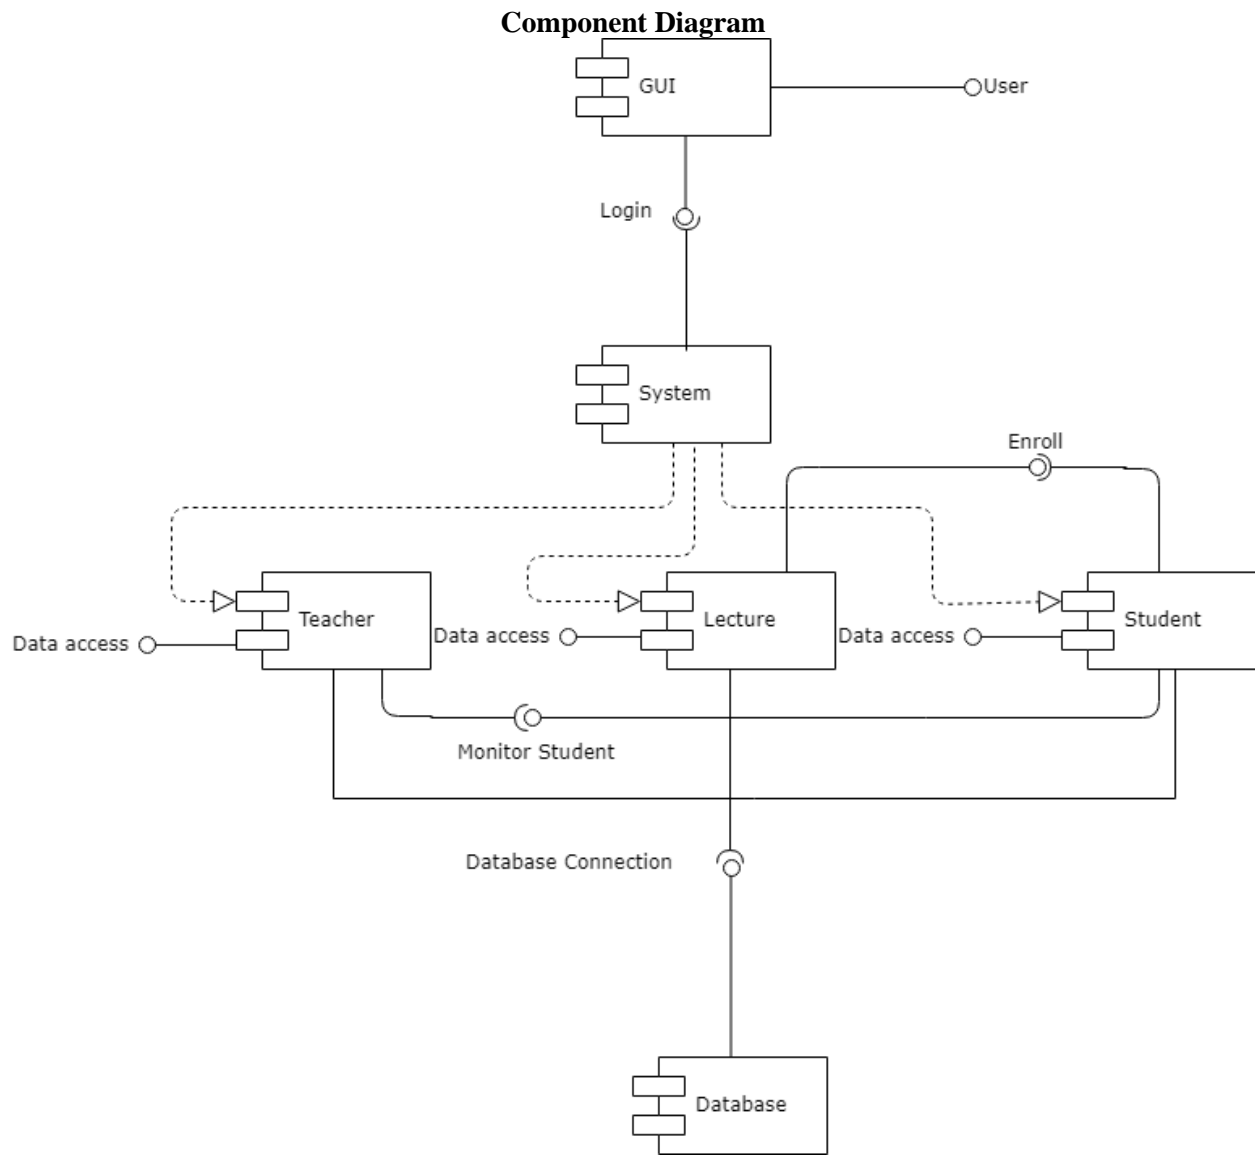 Component Diagram
GUI
User
Login
System
Enroll
Teacher
Lecture
Student
Data access
Data access
Data access
Monitor Student
Database Connection
Database